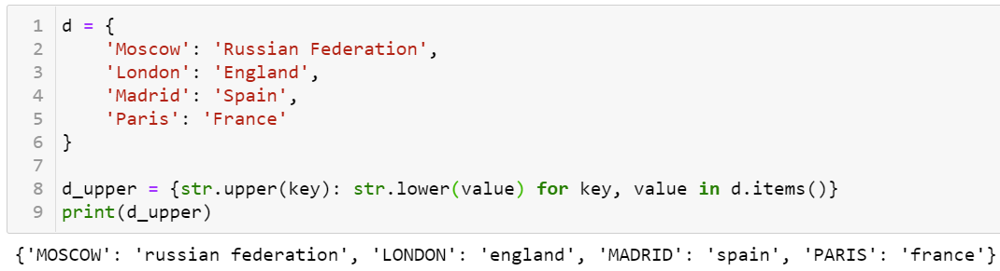 1 d = {
2     'Moscow': 'Russian Federation',
3     'London': 'England',
4     'Madrid': 'Spain',
5     'Paris': 'France'
6 }
7
8 d_upper = {str.upper(key): str.lower(value) for key, value in d.items()}
9 print(d_upper)
{'MOSCOW': 'russian federation', 'LONDON': 'england', 'MADRID': 'spain', 'PARIS': 'france'}